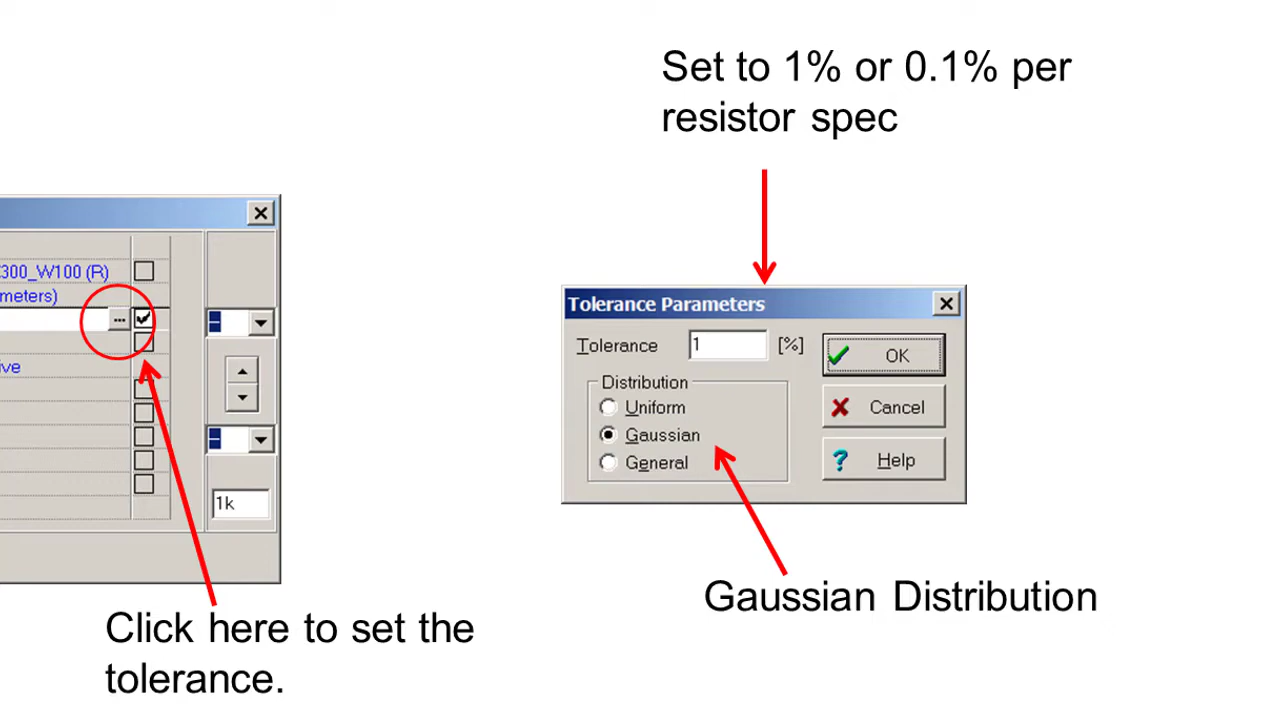 Set to 1% or 0.1% per
resistor spec
300_W100 (R)
meters)
...
ive
1k
Click here to set the
tolerance.
Tolerance Parameters
Tolerance 1 [%]
Distribution
Uniform
Gaussian
General
OK
Cancel
? Help
Gaussian Distribution